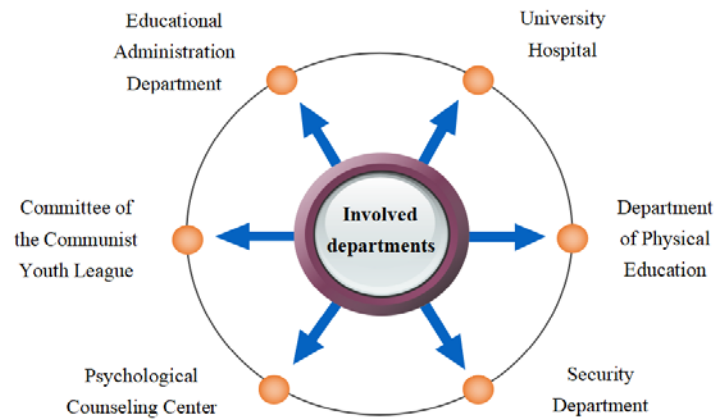 Educational
Administration
Department
University
Hospital
Committee of
the Communist
Youth League
Involved
departments
Department
of Physical
Education
Psychological
Counseling Center
Security
Department